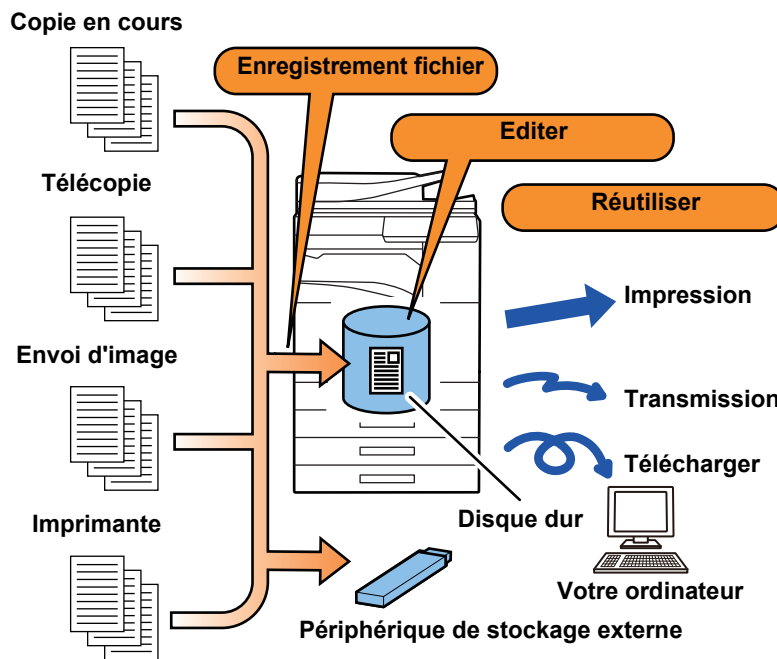 Copie en cours
Enregistrement fichier
Editer
Télécopie
Réutiliser
Impression
Envoi d'image
Transmission
Télécharger
Imprimante
Disque dur
Votre ordinateur
Périphérique de stockage externe